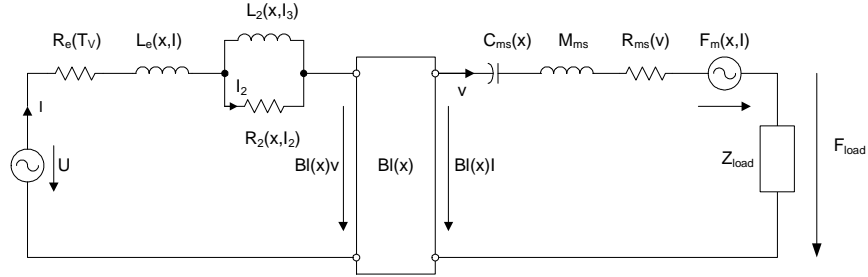 L2(x,I3)
Re(TV)
Le(x,I)
Cms(x)
Mms
Rms(v)
Fm(x,I)
I
I2
v
R2(x,I2)
U
Bl(x)v
Bl(x)
Bl(x)I
Zload
Fload